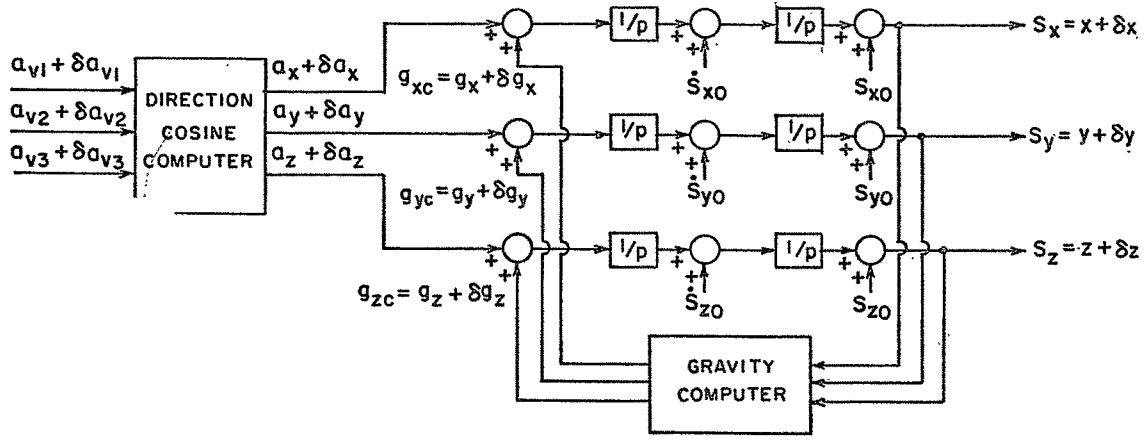 a_v1 + δa_v1
a_v2 + δa_v2
a_v3 + δa_v3
DIRECTION
COSINE
COMPUTER
a_x + δa_x
a_y + δa_y
a_z + δa_z
g_xc = g_x + δg_x
+
+
1/p
+
+
Ṡ_xo
1/p
+
+
S_xo
S_x = x + δx
g_yc = g_y + δg_y
+
+
1/p
+
+
Ṡ_yo
1/p
+
+
S_yo
S_y = y + δy
g_zc = g_z + δg_z
+
+
1/p
+
+
Ṡ_zo
1/p
+
+
S_zo
S_z = z + δz
GRAVITY
COMPUTER